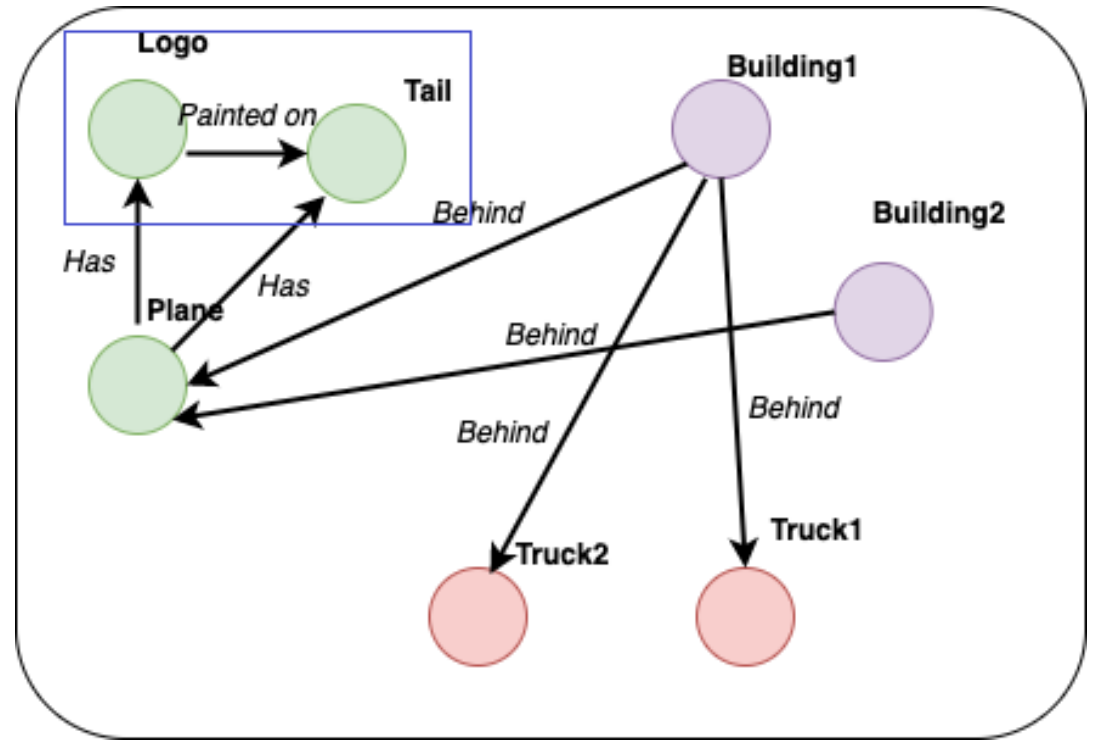 Logo
Building1
Tail
Painted on
Behind
Building2
Has
Has
Plane
Behind
Behind
Behind
Truck1
Truck2